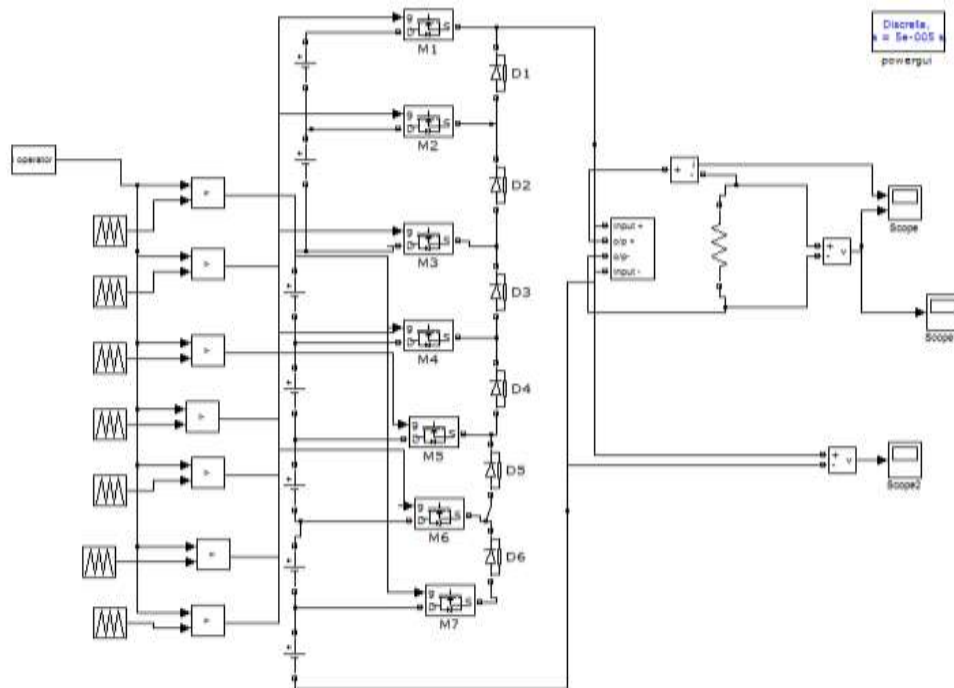 Discrete,
s = 5e-005 s
powergui
g
S
D
M1
D1
g
S
D
M2
l operator
D2
g
S
D
M3
input +
o/p +
o/p-
input -
+
-
i
Scope
+
-
v
D3
g
S
D
M4
Scope
D4
g
S
D
M5
D5
+
-
v
Scope2
g
S
D
M6
D6
g
S
D
M7